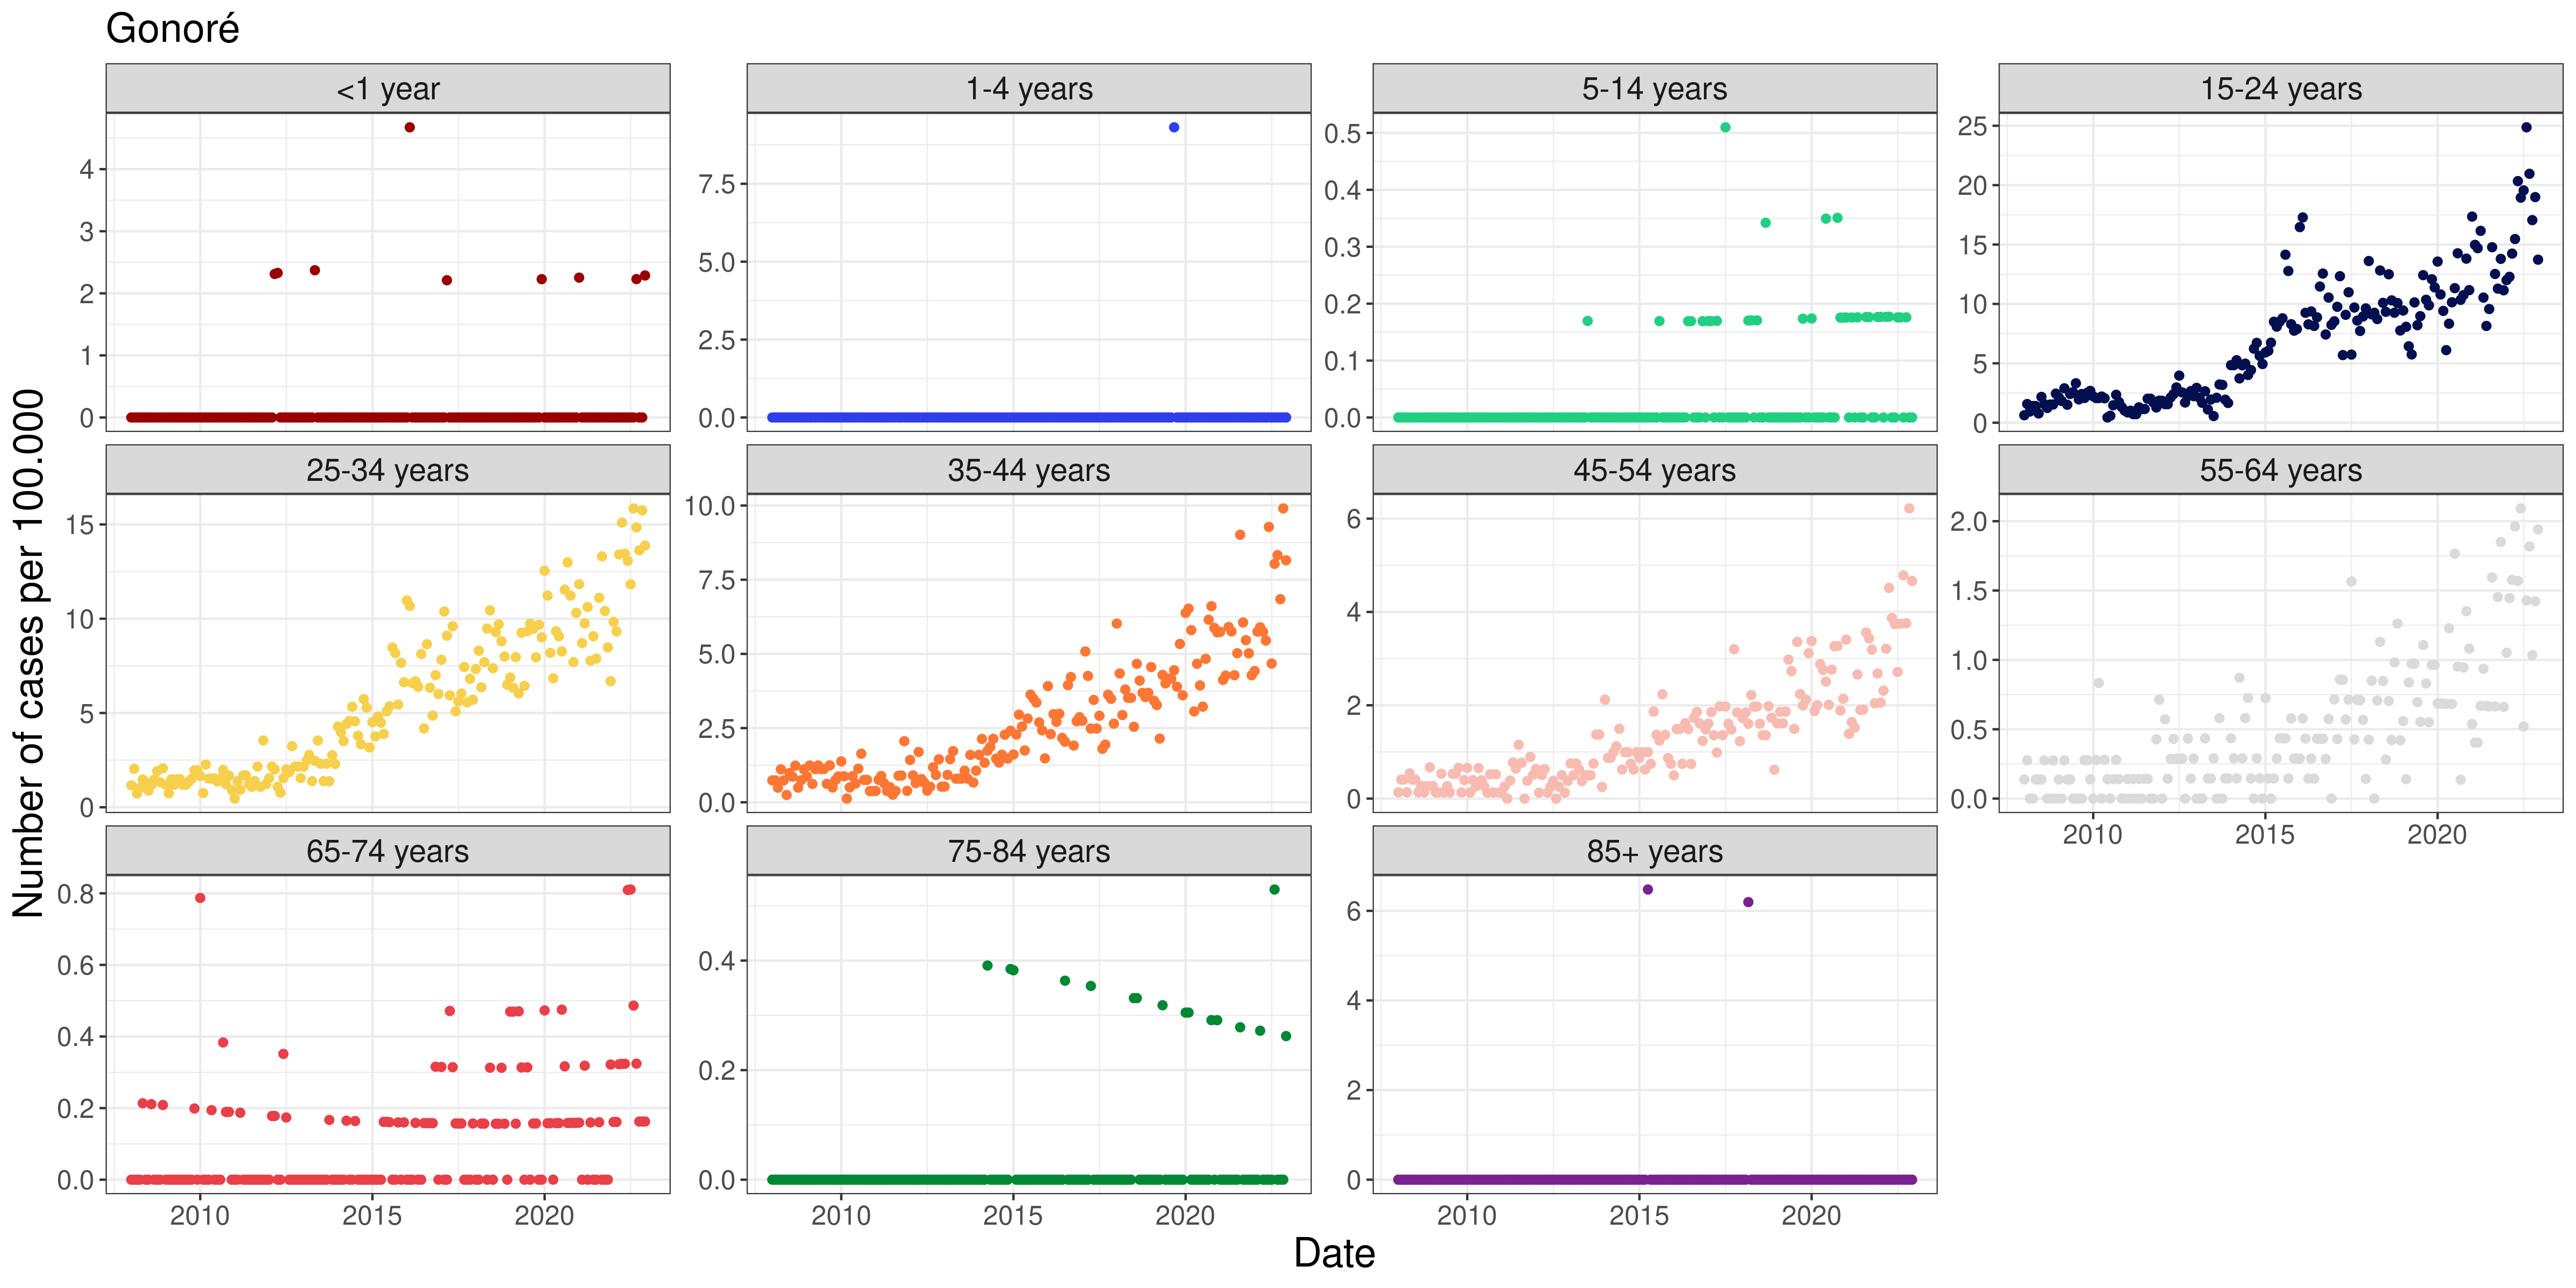 Gonoré
<1 year
1-4 years
5-14 years
15-24 years
4
3
2
1
0
7.5
5.0
2.5
0.0
0.5
0.4
0.3
0.2
0.1
0.0
25
20
15
10
5
0
25-34 years
35-44 years
45-54 years
55-64 years
15
10
5
0
10.0
7.5
5.0
2.5
0.0
6
4
2
0
2.0
1.5
1.0
0.5
0.0
2010 2015 2020
65-74 years
75-84 years
85+ years
0.8
0.6
0.4
0.2
0.0
0.4
0.2
0.0
6
4
2
0
2010 2015 2020
2010 2015 2020
2010 2015 2020
Number of cases per 100.000
Date